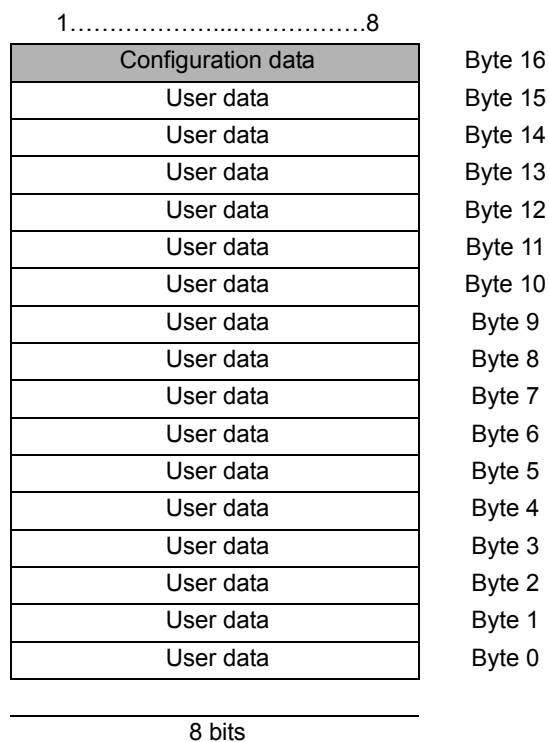 1……………….....…………….8
Configuration data Byte 16
User data Byte 15
User data Byte 14
User data Byte 13
User data Byte 12
User data Byte 11
User data Byte 10
User data Byte 9
User data Byte 8
User data Byte 7
User data Byte 6
User data Byte 5
User data Byte 4
User data Byte 3
User data Byte 2
User data Byte 1
User data Byte 0
8 bits